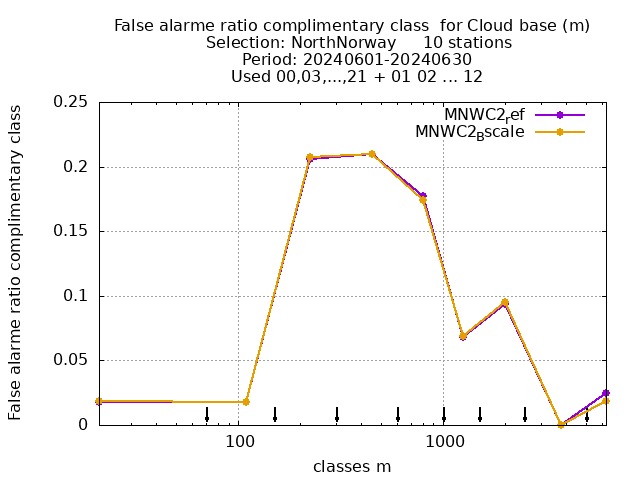 False alarme ratio complimentary class  for Cloud base (m)
Selection: NorthNorway     10 stations
Period: 20240601-20240630
Used 00,03,...,21 + 01 02 ... 12
False alarme ratio complimentary class
0.25
0.2
0.15
0.1
0.05
0
MNWC2ref
MNWC2Bscale
100
1000
classes m